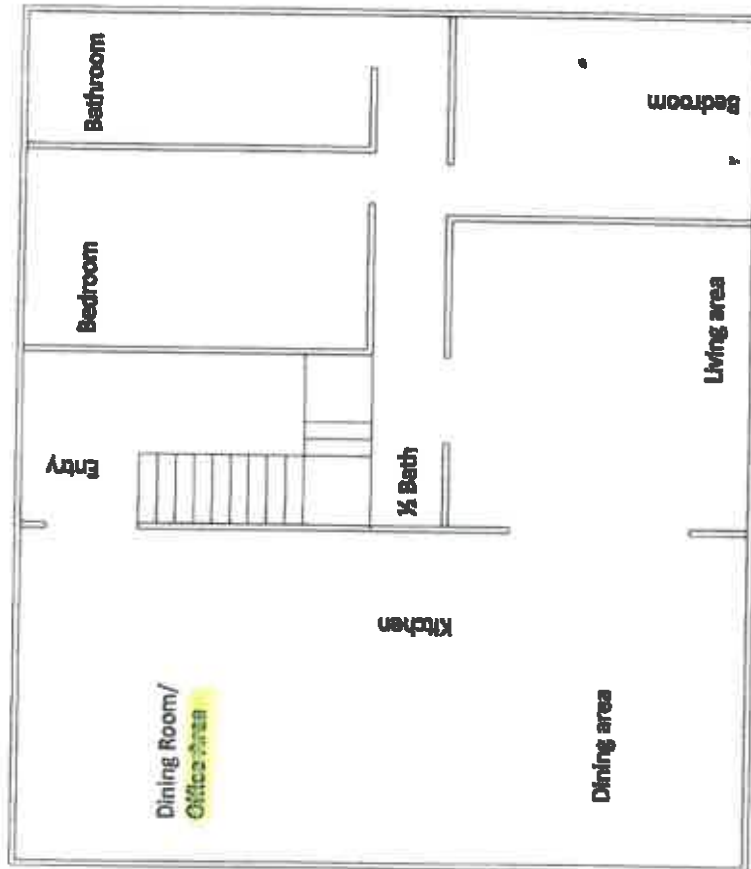 Bathroom
Bedroom
Bedroom
Entry
Living area
½ Bath
Kitchen
Dining Room/
Office Area
Dining area